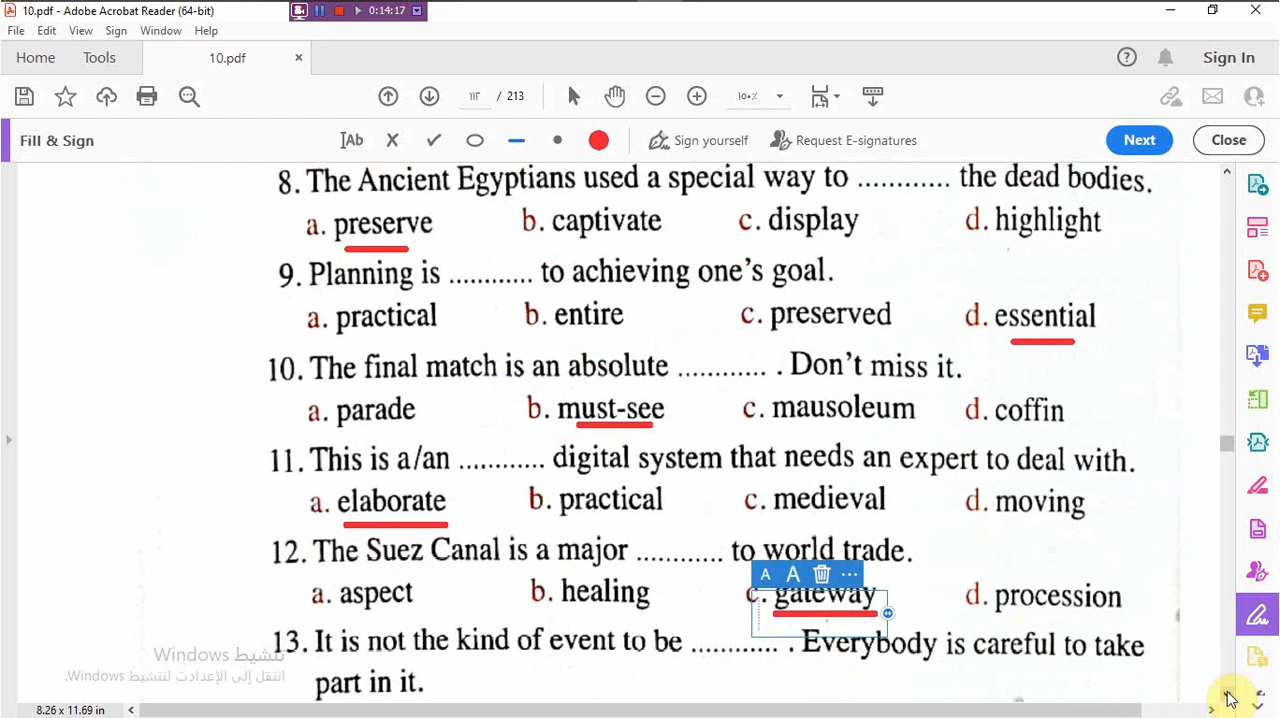 10.pdf - Adobe Acrobat Reader (64-bit)
0:14:17
File Edit View Sign Window Help
Home Tools 10.pdf × Sign In
١١٣ / 213 ١٥٠٪
Fill & Sign Ab Sign yourself Request E-signatures Next Close
8. The Ancient Egyptians used a special way to ............ the dead bodies.
a. preserve b. captivate c. display d. highlight
9. Planning is ............ to achieving one's goal.
a. practical b. entire c. preserved d. essential
10. The final match is an absolute ............ . Don't miss it.
a. parade b. must-see c. mausoleum d. coffin
11. This is a/an ............ digital system that needs an expert to deal with.
a. elaborate b. practical c. medieval d. moving
12. The Suez Canal is a major ............ to world trade.
A A ...
a. aspect b. healing c. gateway d. procession
13. It is not the kind of event to be ............ . Everybody is careful to take
part in it.
تنشيط Windows
انتقل إلى الإعدادت لتنشيط Windows.
8.26 x 11.69 in